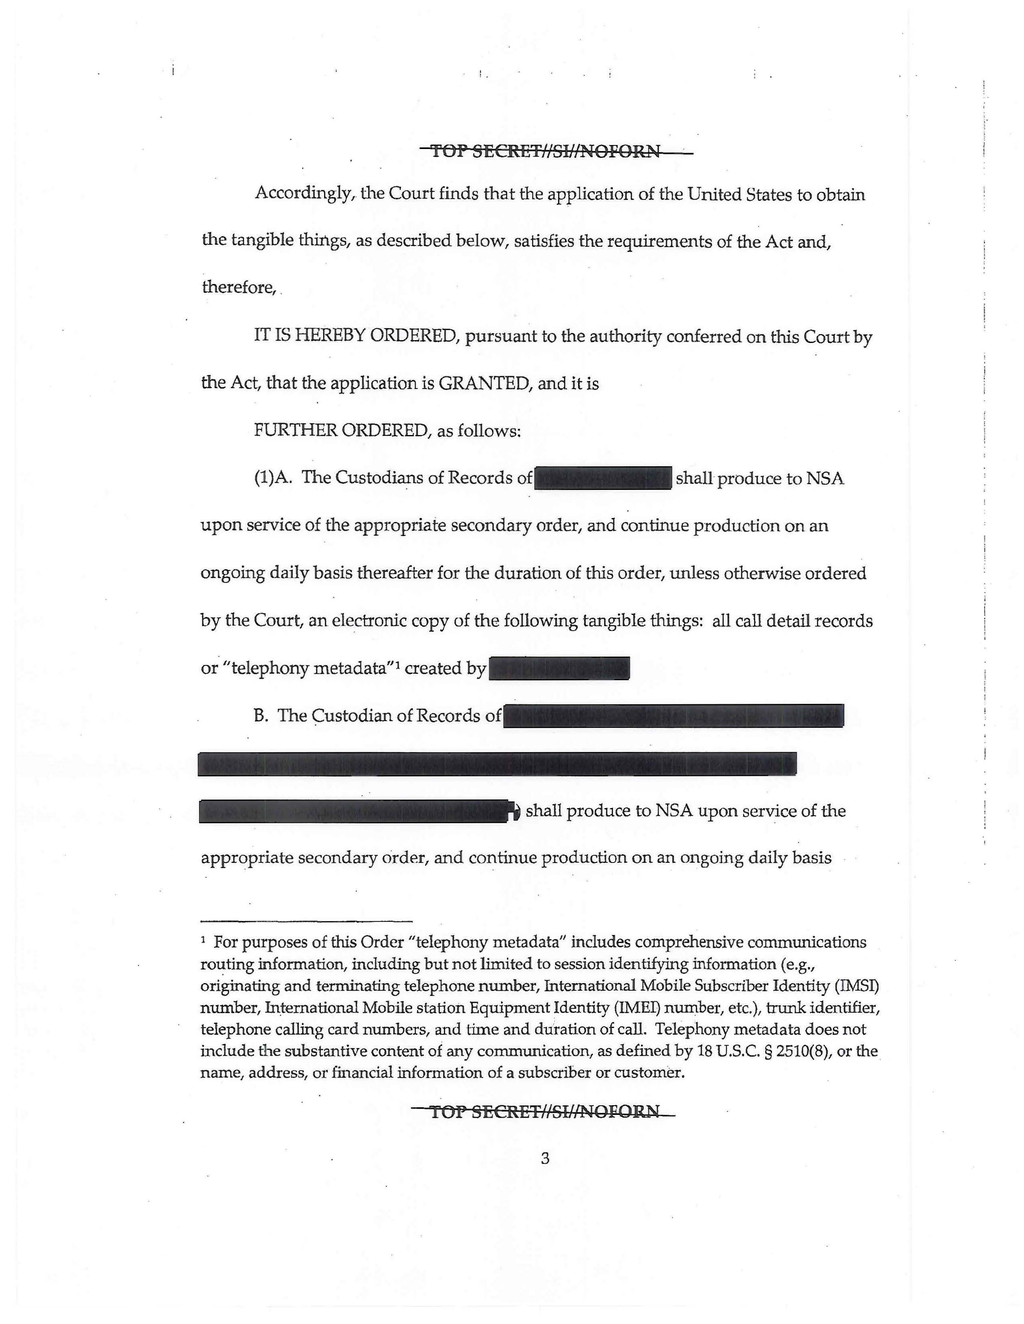 TOP SECRET//SI//NOFORN
Accordingly, the Court finds that the application of the United States to obtain
the tangible things, as described below, satisfies the requirements of the Act and,
therefore,
IT IS HEREBY ORDERED, pursuant to the authority conferred on this Court by
the Act, that the application is GRANTED, and it is
FURTHER ORDERED, as follows:
(1)A. The Custodians of Records of shall produce to NSA
upon service of the appropriate secondary order, and continue production on an
ongoing daily basis thereafter for the duration of this order, unless otherwise ordered
by the Court, an electronic copy of the following tangible things: all call detail records
or "telephony metadata"¹ created by
B. The Custodian of Records of
) shall produce to NSA upon service of the
appropriate secondary order, and continue production on an ongoing daily basis
¹ For purposes of this Order "telephony metadata" includes comprehensive communications
routing information, including but not limited to session identifying information (e.g.,
originating and terminating telephone number, International Mobile Subscriber Identity (IMSI)
number, International Mobile station Equipment Identity (IMEI) number, etc.), trunk identifier,
telephone calling card numbers, and time and duration of call. Telephony metadata does not
include the substantive content of any communication, as defined by 18 U.S.C. § 2510(8), or the
name, address, or financial information of a subscriber or customer.
TOP SECRET//SI//NOFORN
3